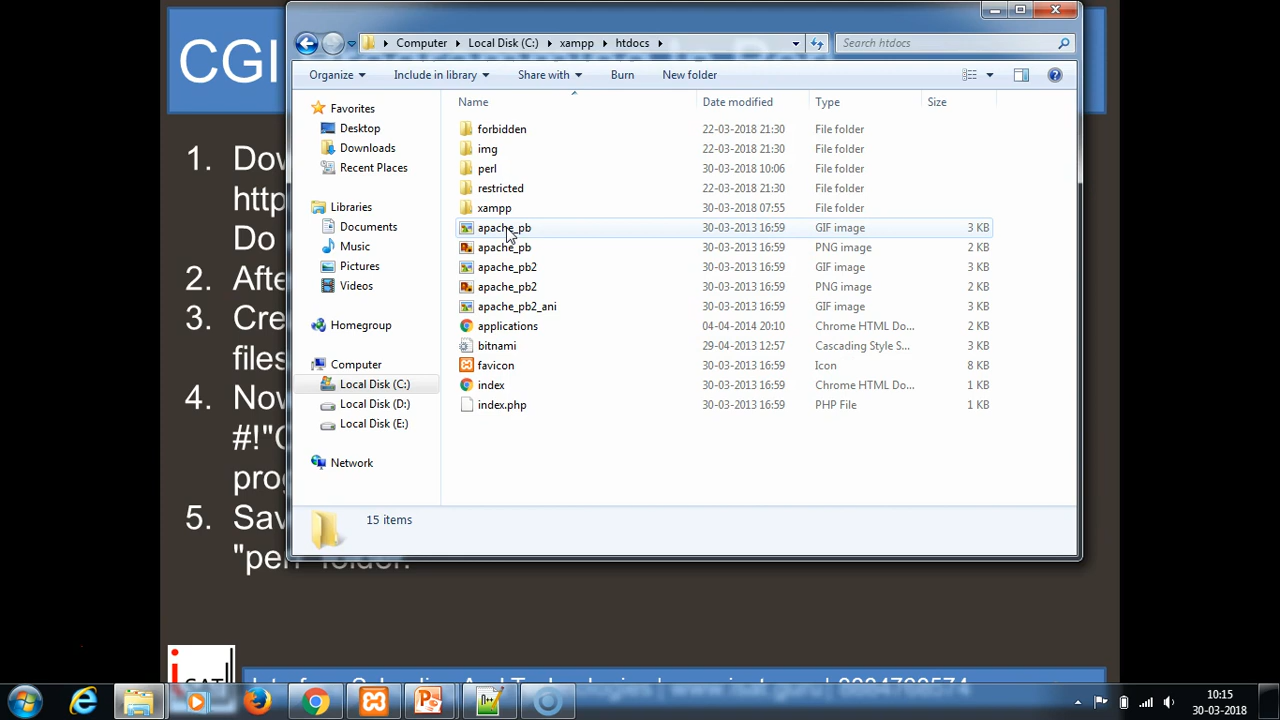 CGI
Computer Local Disk (C:) xampp htdocs
Search htdocs
Organize Include in library Share with Burn New folder
Name Date modified Type Size
Favorites
Desktop
Downloads
Recent Places
Libraries
Documents
Music
Pictures
Videos
Homegroup
Computer
Local Disk (C:)
Local Disk (D:)
Local Disk (E:)
Network
forbidden 22-03-2018 21:30 File folder
img 22-03-2018 21:30 File folder
perl 30-03-2018 10:06 File folder
restricted 22-03-2018 21:30 File folder
xampp 30-03-2018 07:55 File folder
apache_pb 30-03-2013 16:59 GIF image 3 KB
apache_pb 30-03-2013 16:59 PNG image 2 KB
apache_pb2 30-03-2013 16:59 GIF image 3 KB
apache_pb2 30-03-2013 16:59 PNG image 2 KB
apache_pb2_ani 30-03-2013 16:59 GIF image 3 KB
applications 04-04-2014 20:10 Chrome HTML Do... 2 KB
bitnami 29-04-2013 12:57 Cascading Style S... 3 KB
favicon 30-03-2013 16:59 Icon 8 KB
index 30-03-2013 16:59 Chrome HTML Do... 1 KB
index.php 30-03-2013 16:59 PHP File 1 KB
15 items
1.
Do
2.
3.
files
4.
5.
10:15
30-03-2018